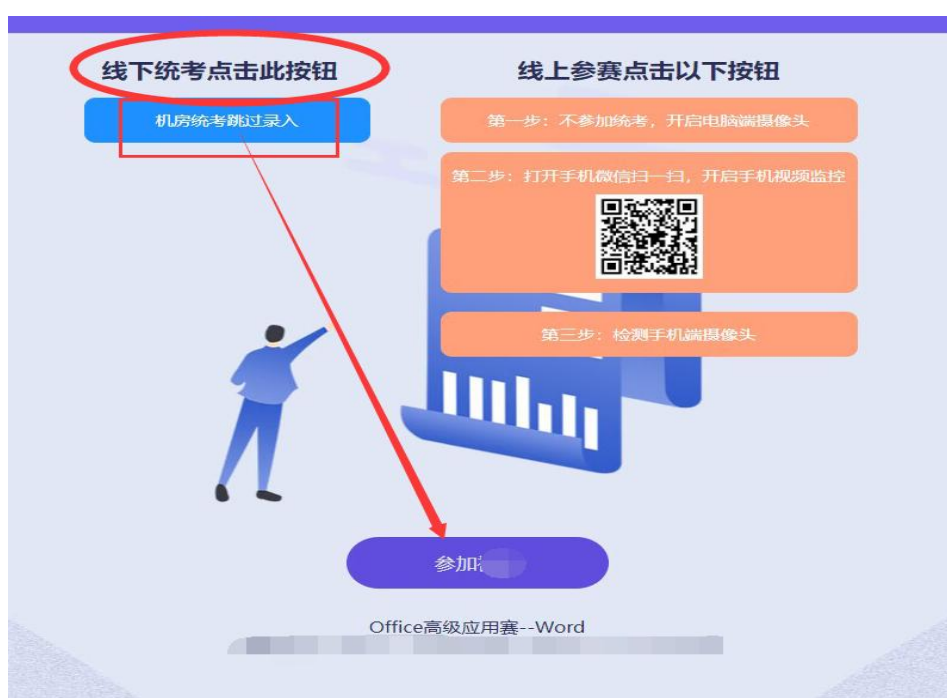 线下统考点击此按钮
机房统考跳过录入
线上参赛点击以下按钮
第一步：不参加统考，开启电脑端摄像头
第二步：打开手机微信扫一扫，开启手机视频监控
第三步：检测手机端摄像头
参加
Office高级应用赛--Word